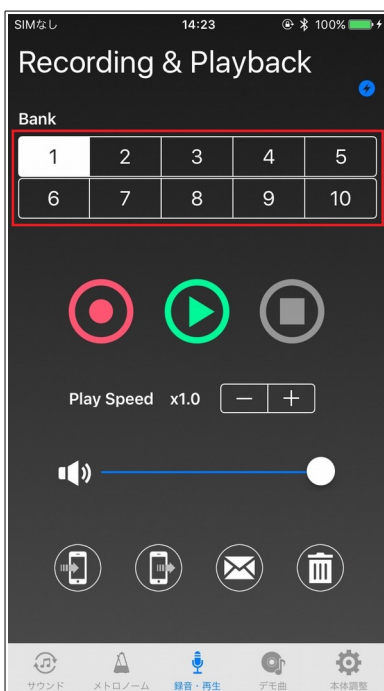 SIMなし 14:23 100%
Recording & Playback
Bank
1 2 3 4 5
6 7 8 9 10
Play Speed x1.0 − +
サウンド メトロノーム 録音・再生 デモ曲 本体調整